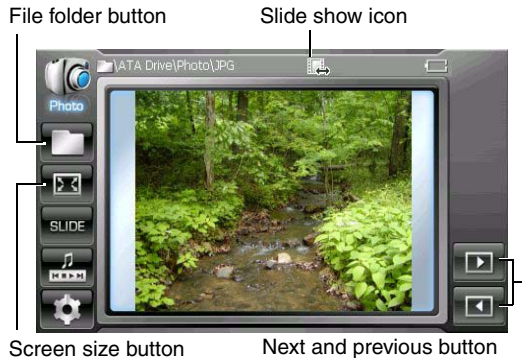 File folder button
Slide show icon
\ATA Drive\Photo\JPG
Photo
SLIDE
Screen size button
Next and previous button